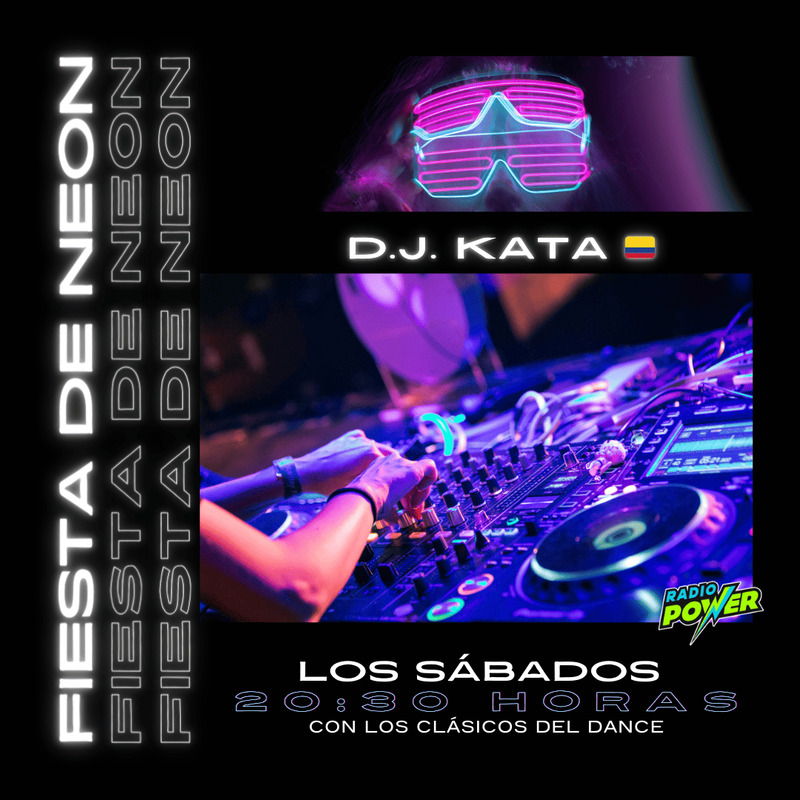 FIESTA DE NEON
FIESTA DE NEON
FIESTA DE NEON
D.J. KATA
RADIO
POWER
LOS SÁBADOS
20:30 HORAS
CON LOS CLÁSICOS DEL DANCE